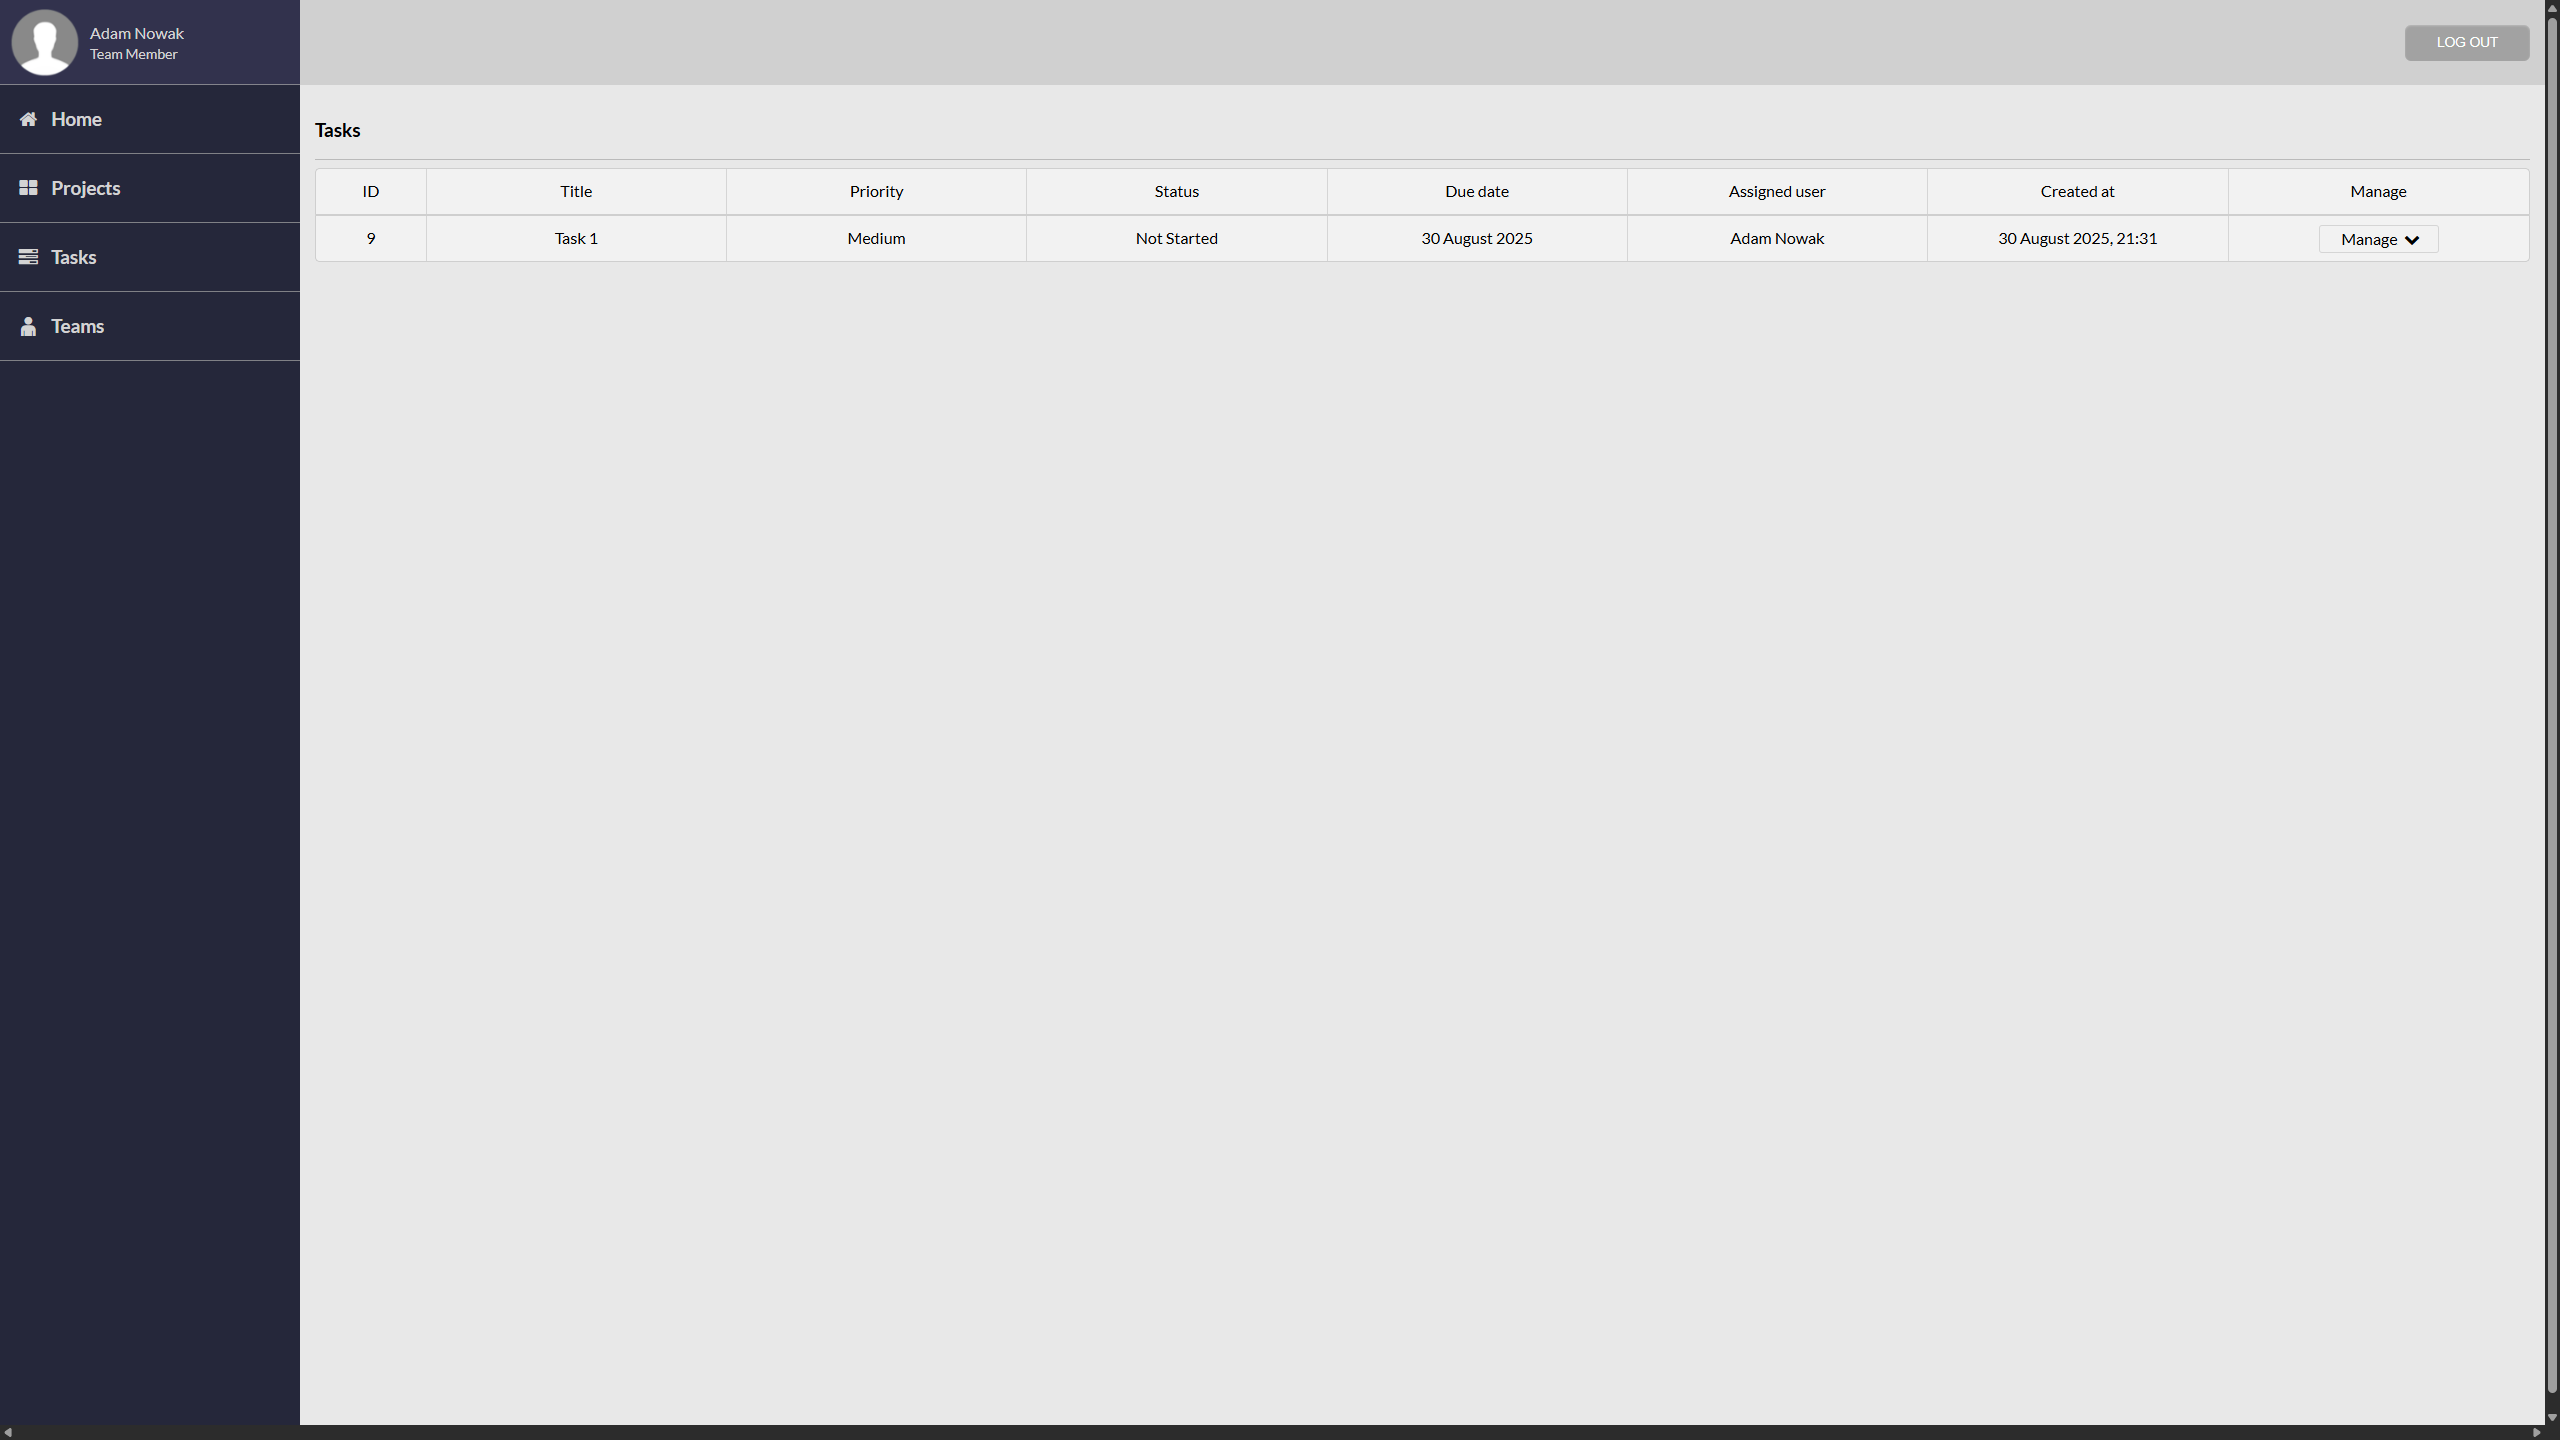 Adam Nowak
Team Member
LOG OUT
Home
Projects
Tasks
Teams
Tasks
ID Title Priority Status Due date Assigned user Created at Manage
9 Task 1 Medium Not Started 30 August 2025 Adam Nowak 30 August 2025, 21:31 Manage